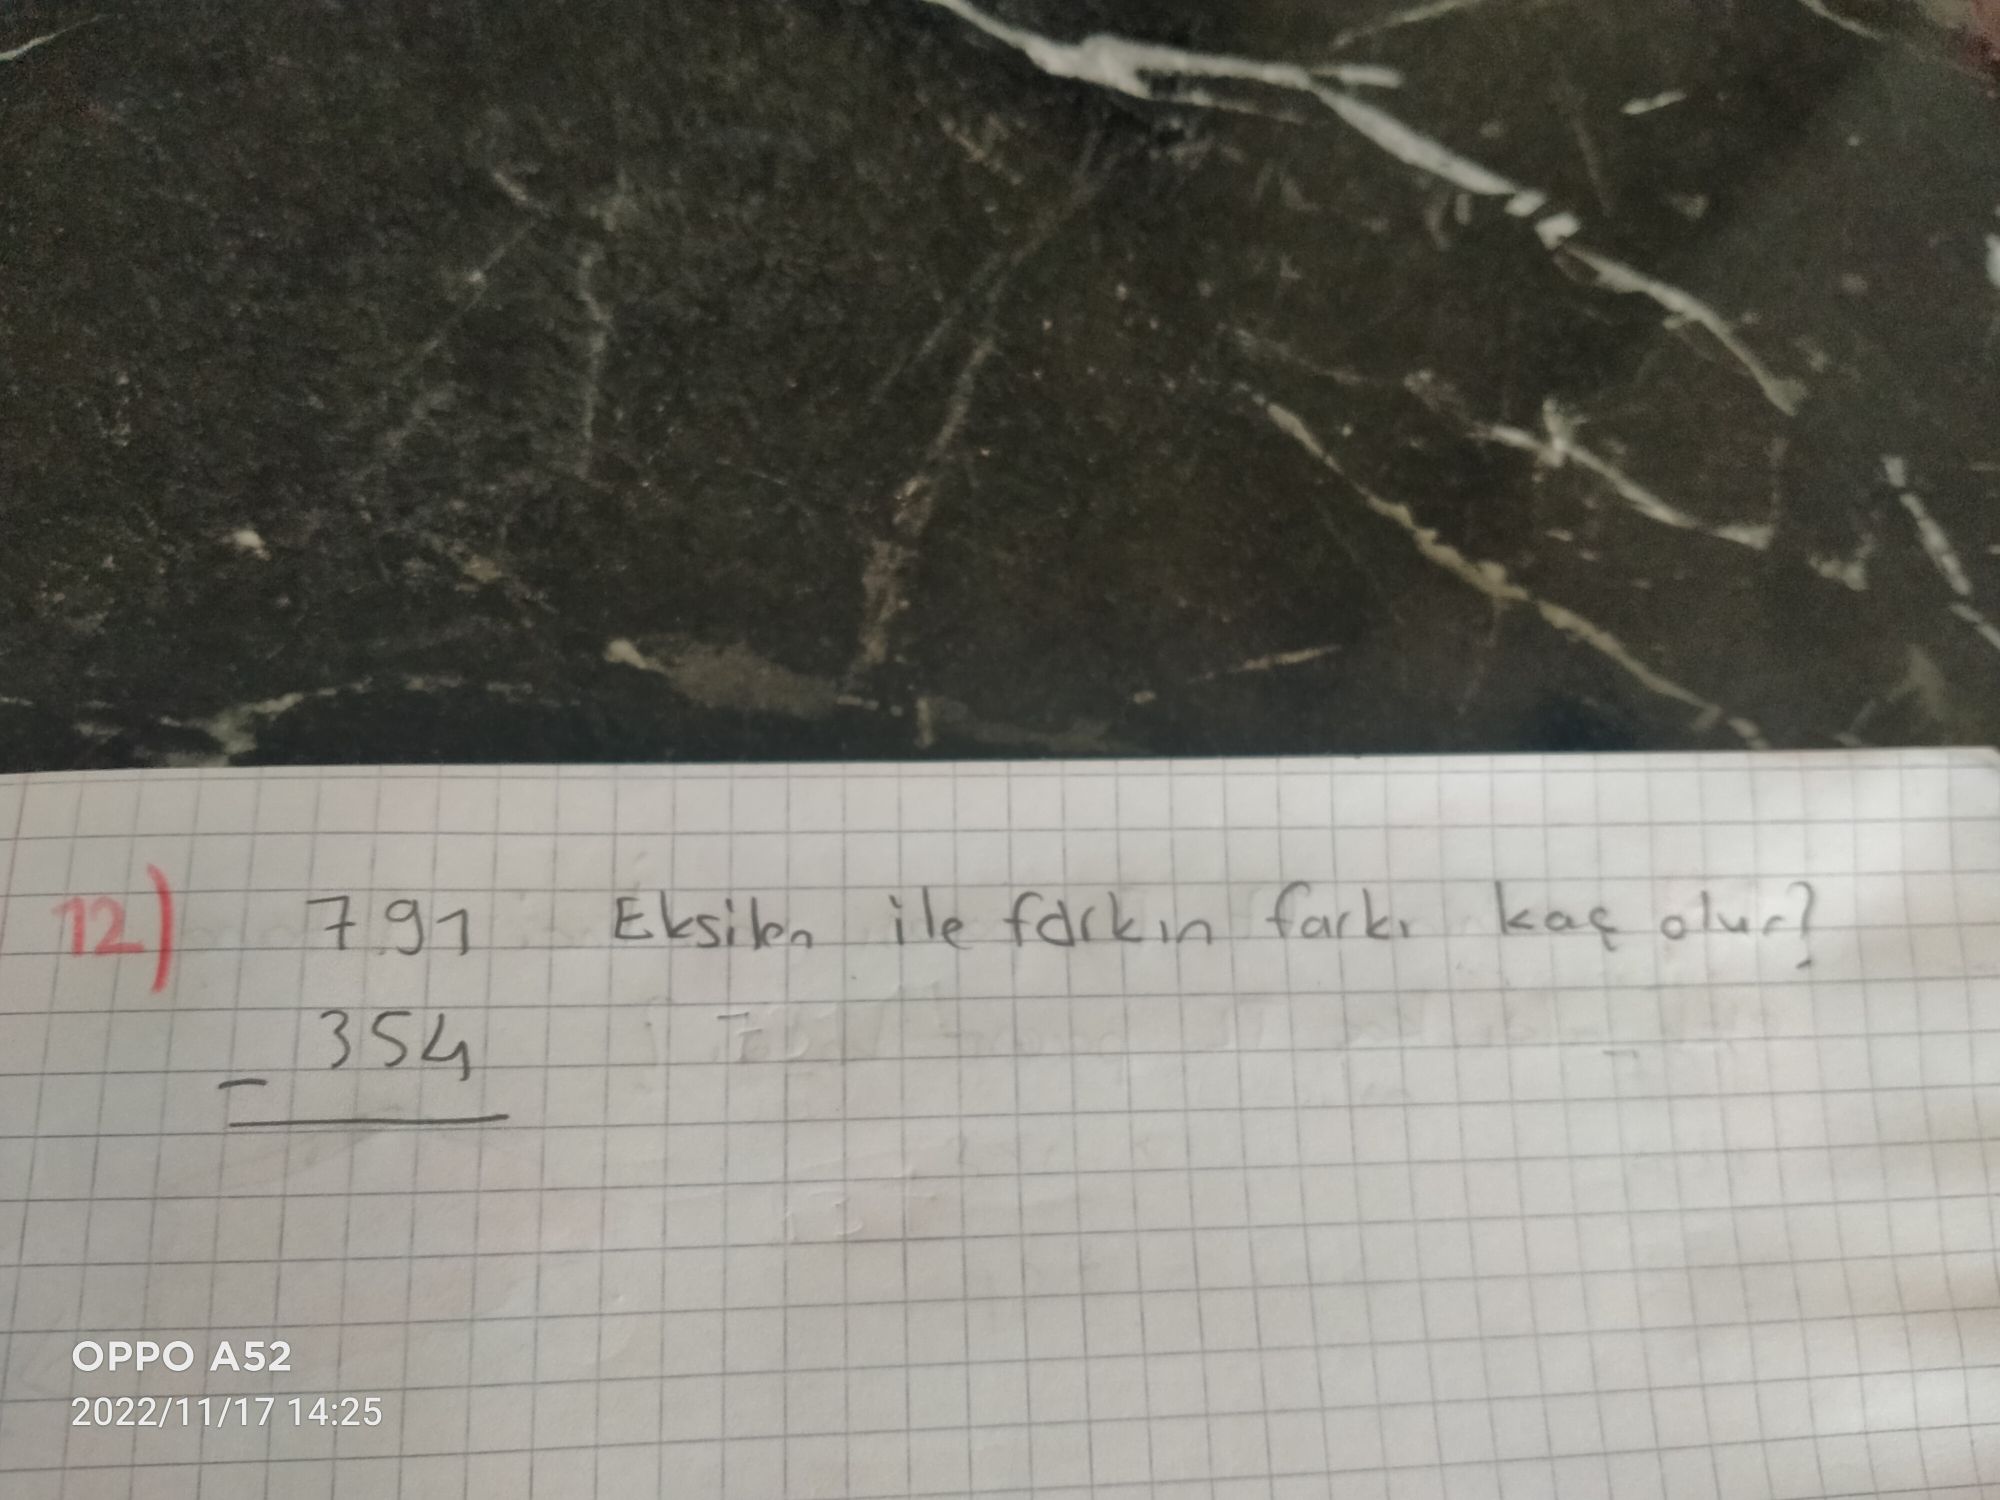 12) 791 Eksilen ile farkın farkı kaç olur?
354
-
OPPO A52
2022/11/17 14:25